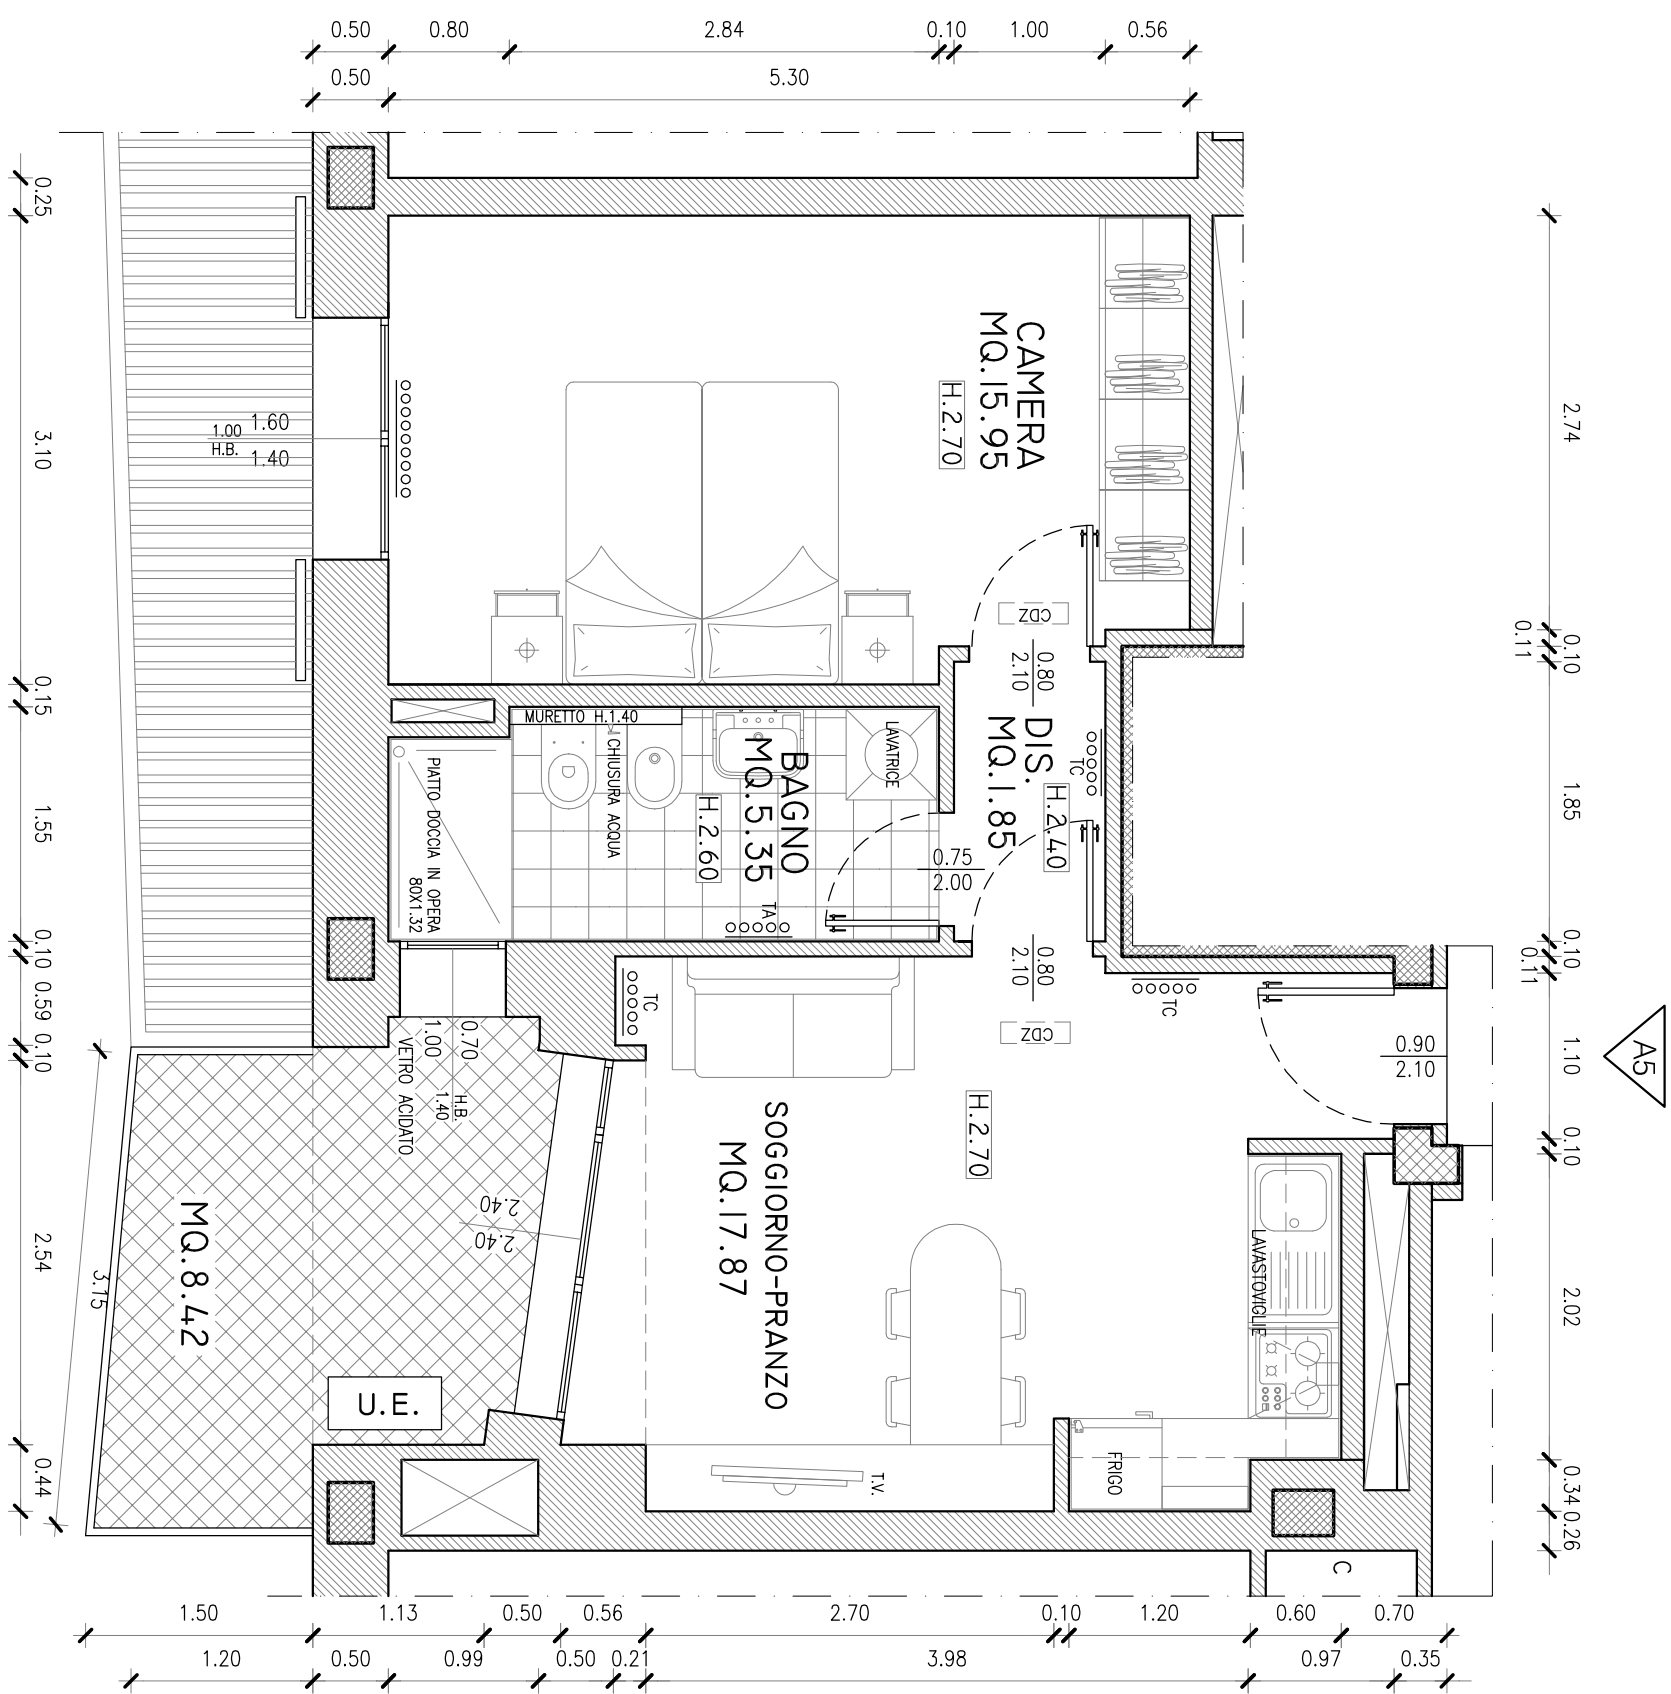 0.50 0.80 2.84 0.10 1.00 0.56
0.50 5.30
0.25
3.10
0.15
1.55
0.10
0.59
0.10
2.54
0.44
2.74
0.10
0.11
1.85
0.10
0.11
1.10
0.10
2.02
0.34
0.26
A5
CAMERA
MQ.15.95
H.2.70
1.60
1.00
H.B.
1.40
CDZ
0.80
2.10
DIS.
MQ.1.85
H.2.40
TC
MURETTO H.1.40
CHIUSURA ACQUA
LAVATRICE
BAGNO
MQ.5.35
H.2.60
PIATTO DOCCIA IN OPERA
80X1.32
TA
0.75
2.00
0.80
2.10
TC
TC
CDZ
0.90
2.10
0.70
1.00
H.B.
1.40
VETRO ACIDATO
H.2.70
SOGGIORNO-PRANZO
MQ.17.87
2.40
2.40
MQ.8.42
3.15
U.E.
LAVASTOVIGLIE
FRIGO
T.V.
C
1.50 1.13 0.50 0.56 2.70 0.10 1.20 0.60 0.70
1.20 0.50 0.99 0.50 0.21 3.98 0.97 0.35